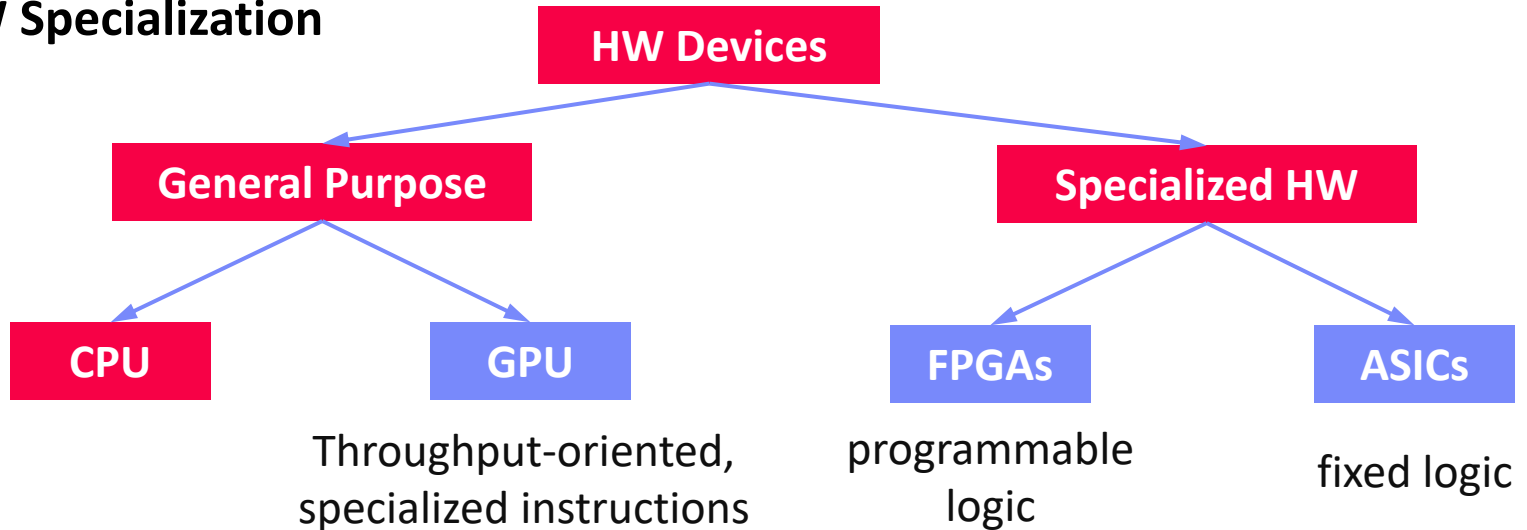 Specialization
HW Devices
General Purpose
Specialized HW
CPU
GPU
FPGAs
ASICs
Throughput-oriented,
specialized instructions
programmable
logic
fixed logic